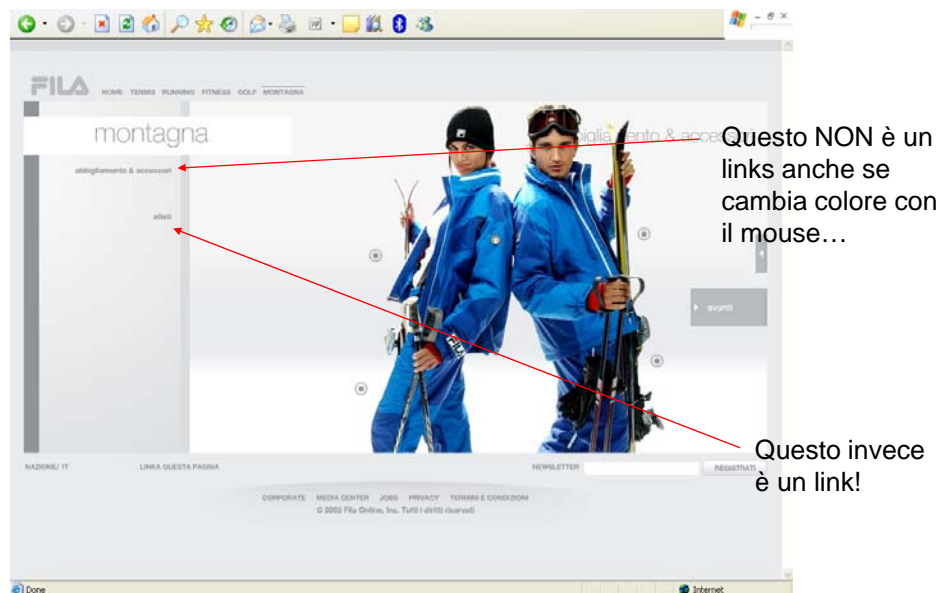 FILA
HOME TENNIS RUNNING FITNESS GOLF MONTAGNA
montagna
abbigliamento & accessori
atleti
avanti
Questo NON è un
links anche se
cambia colore con
il mouse…
Questo invece
è un link!
NAZIONE/ IT LINKA QUESTA PAGINA NEWSLETTER REGISTRATI
CORPORATE MEDIA CENTER JOBS PRIVACY TERMINI E CONDIZIONI
© 2005 Fila Online, Inc. Tutti i diritti riservati
Done Internet